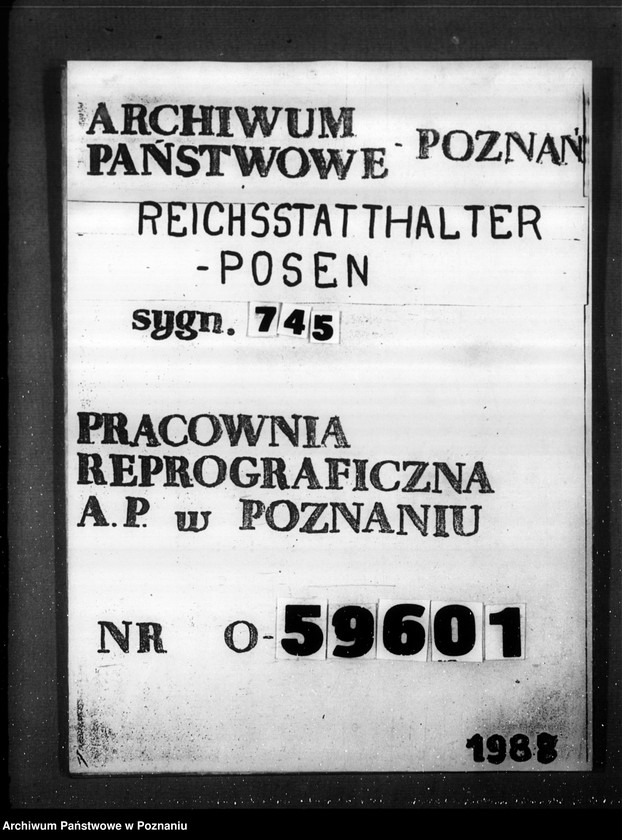 ARCHIWUM
PAŃSTWOWE - POZNAŃ
REICHSSTATTHALTER
-POSEN
sygn. 745
PRACOWNIA
REPROGRAFICZNA
A.P. w POZNANIU
NR O-59601
1988
Archiwum Państwowe w Poznaniu